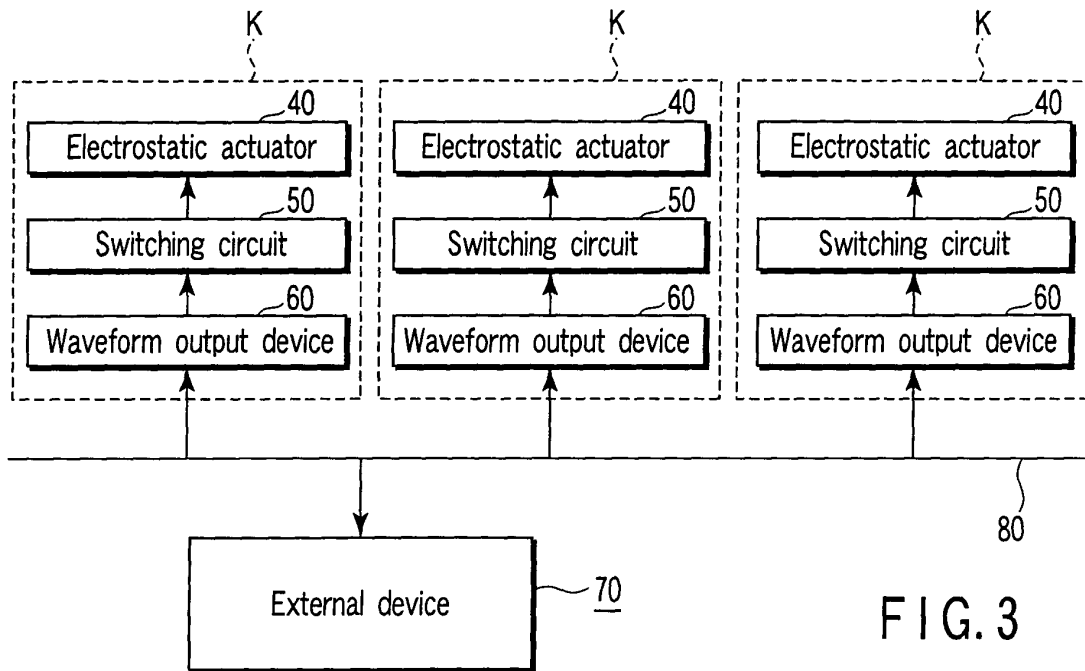 K K K
40 40 40
Electrostatic actuator Electrostatic actuator Electrostatic actuator
50 50 50
Switching circuit Switching circuit Switching circuit
60 60 60
Waveform output device Waveform output device Waveform output device
80
External device 70
FIG. 3